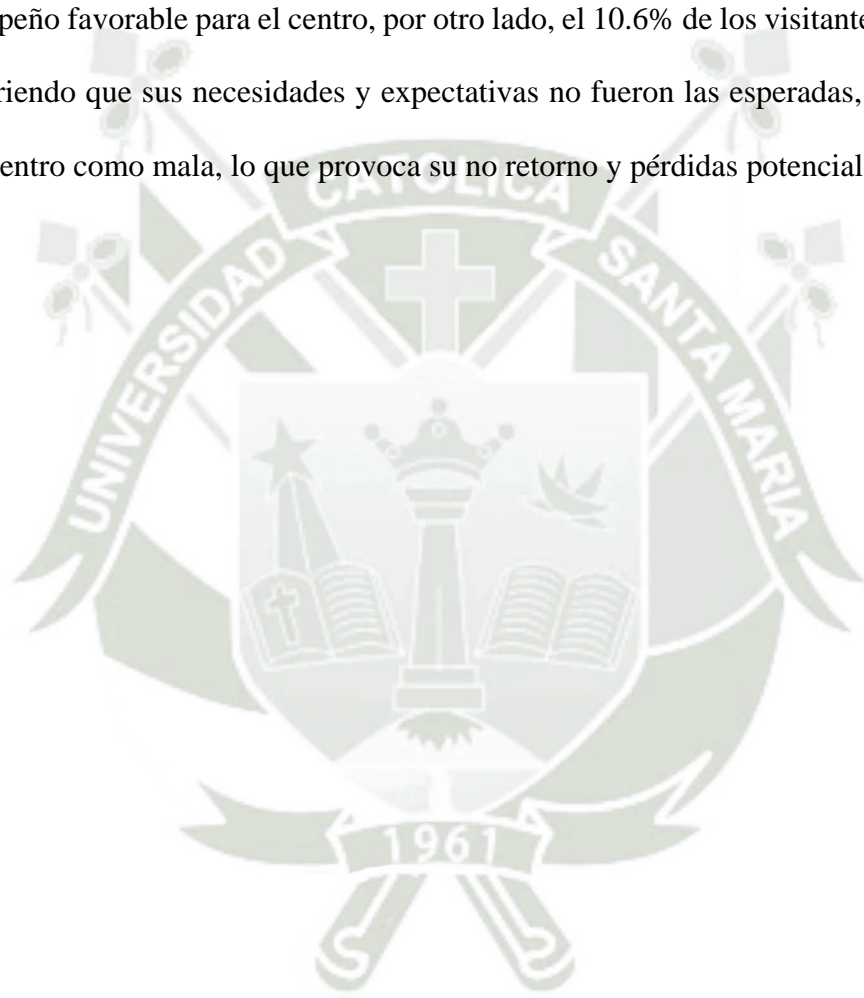 peño favorable para el centro, por otro lado, el 10.6% de los visitante
riendo que sus necesidades y expectativas no fueron las esperadas,
entro como mala, lo que provoca su no retorno y pérdidas potencial
UNIVERSIDAD CATOLICA SANTA MARIA
1961